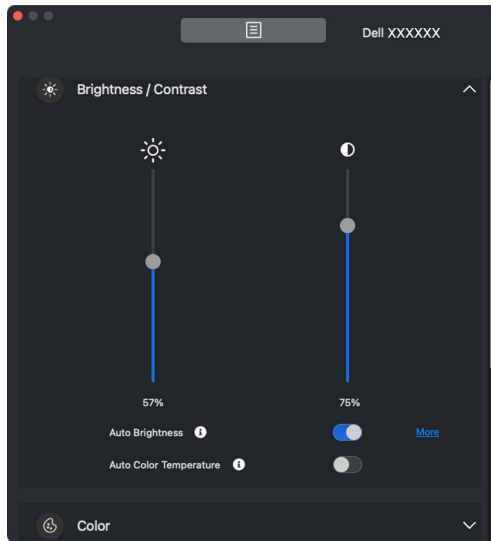 Dell XXXXXX
Brightness / Contrast
57%
75%
Auto Brightness
More
Auto Color Temperature
Color